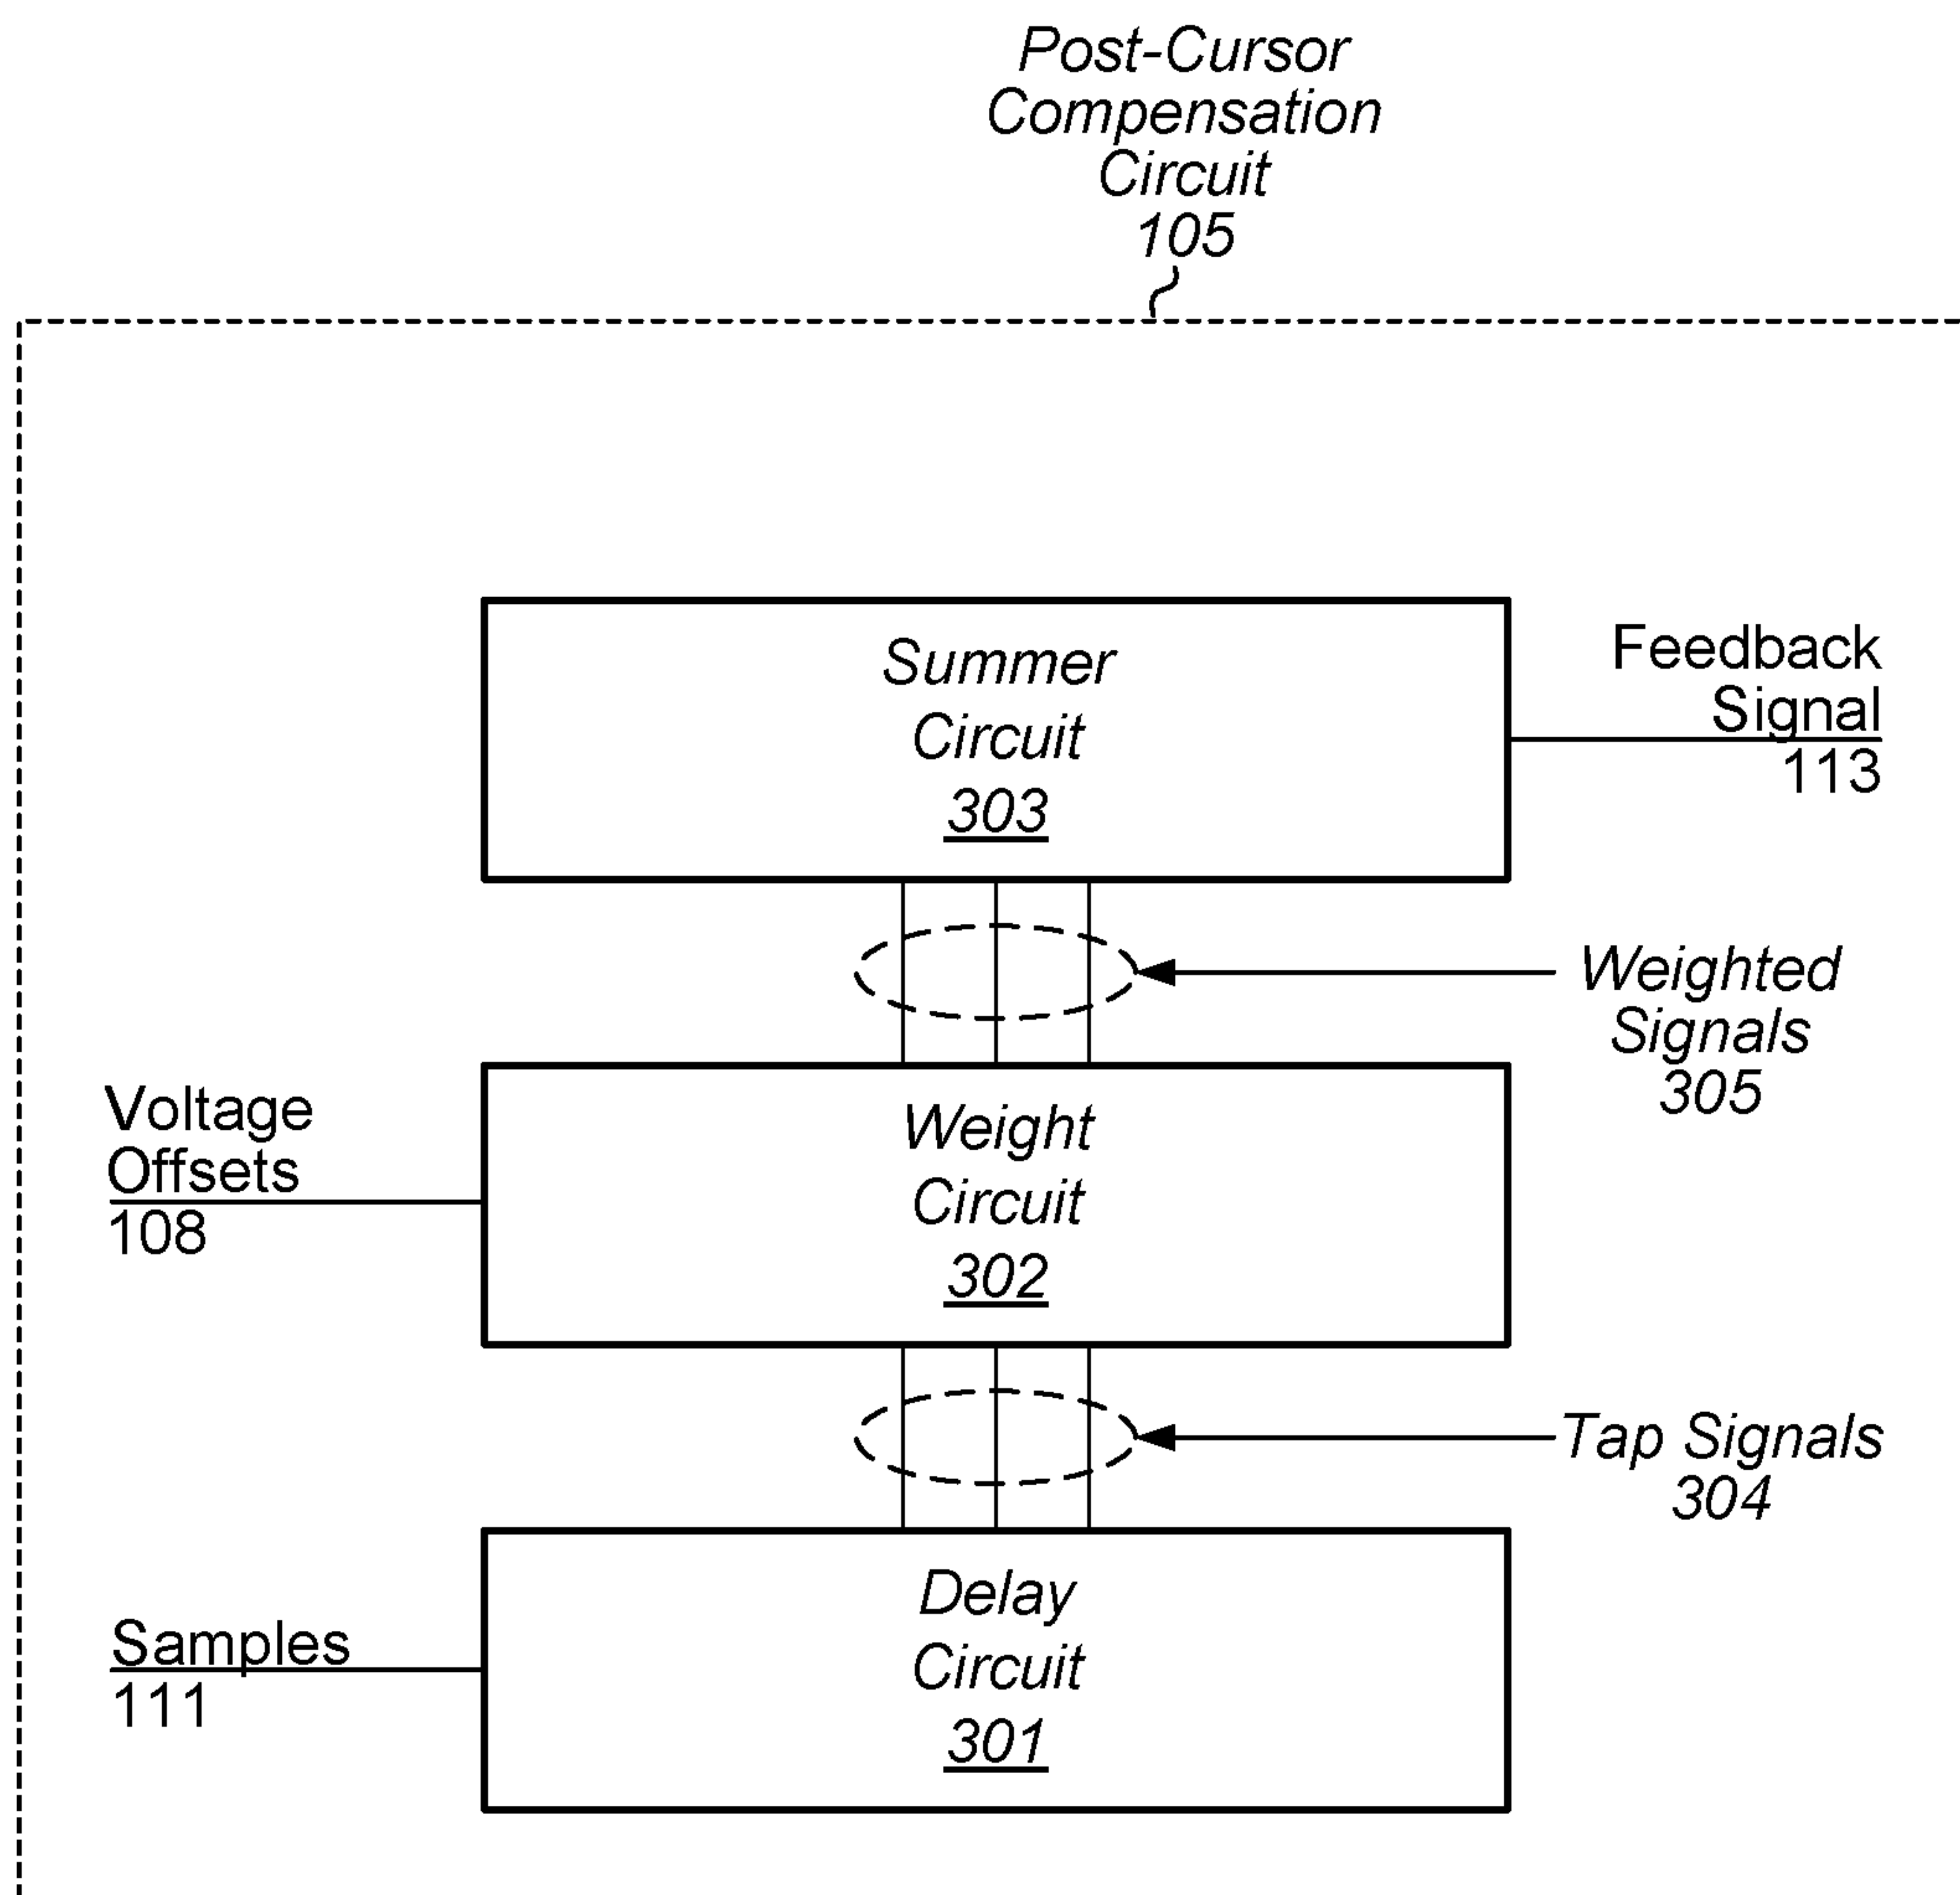 Post-Cursor
Compensation
Circuit
105
Summer
Circuit
303
Feedback
Signal
113
Weighted
Signals
305
Voltage
Offsets
108
Weight
Circuit
302
Tap Signals
304
Samples
111
Delay
Circuit
301